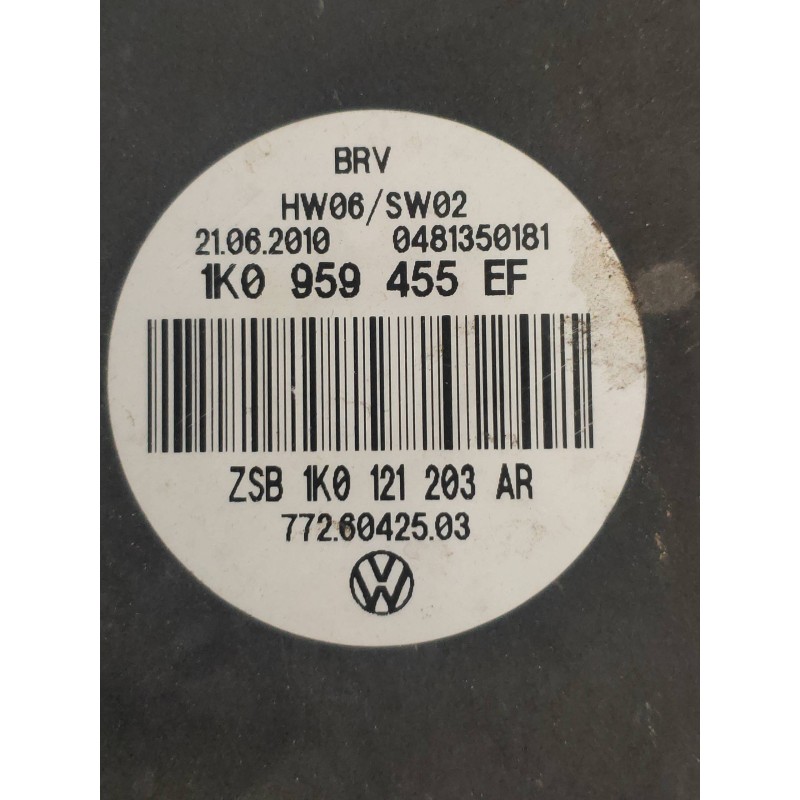 BRV
HW06/SW02
21.06.2010 0481350181
1K0 959 455 EF
ZSB 1K0 121 203 AR
772.60425.03
VW